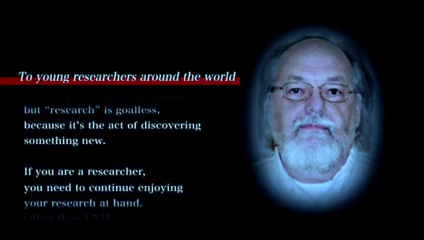 To young researchers around the world
but “research” is goalless,
because it's the act of discovering
something new.
If you are a researcher,
you need to continue enjoying
your research at hand.